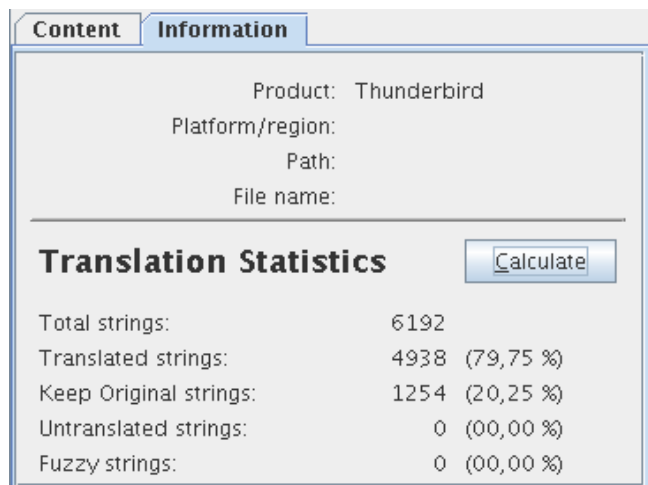 Content Information
Product: Thunderbird
Platform/region:
Path:
File name:
Translation Statistics Calculate
Total strings: 6192
Translated strings: 4938 (79,75 %)
Keep Original strings: 1254 (20,25 %)
Untranslated strings: 0 (00,00 %)
Fuzzy strings: 0 (00,00 %)